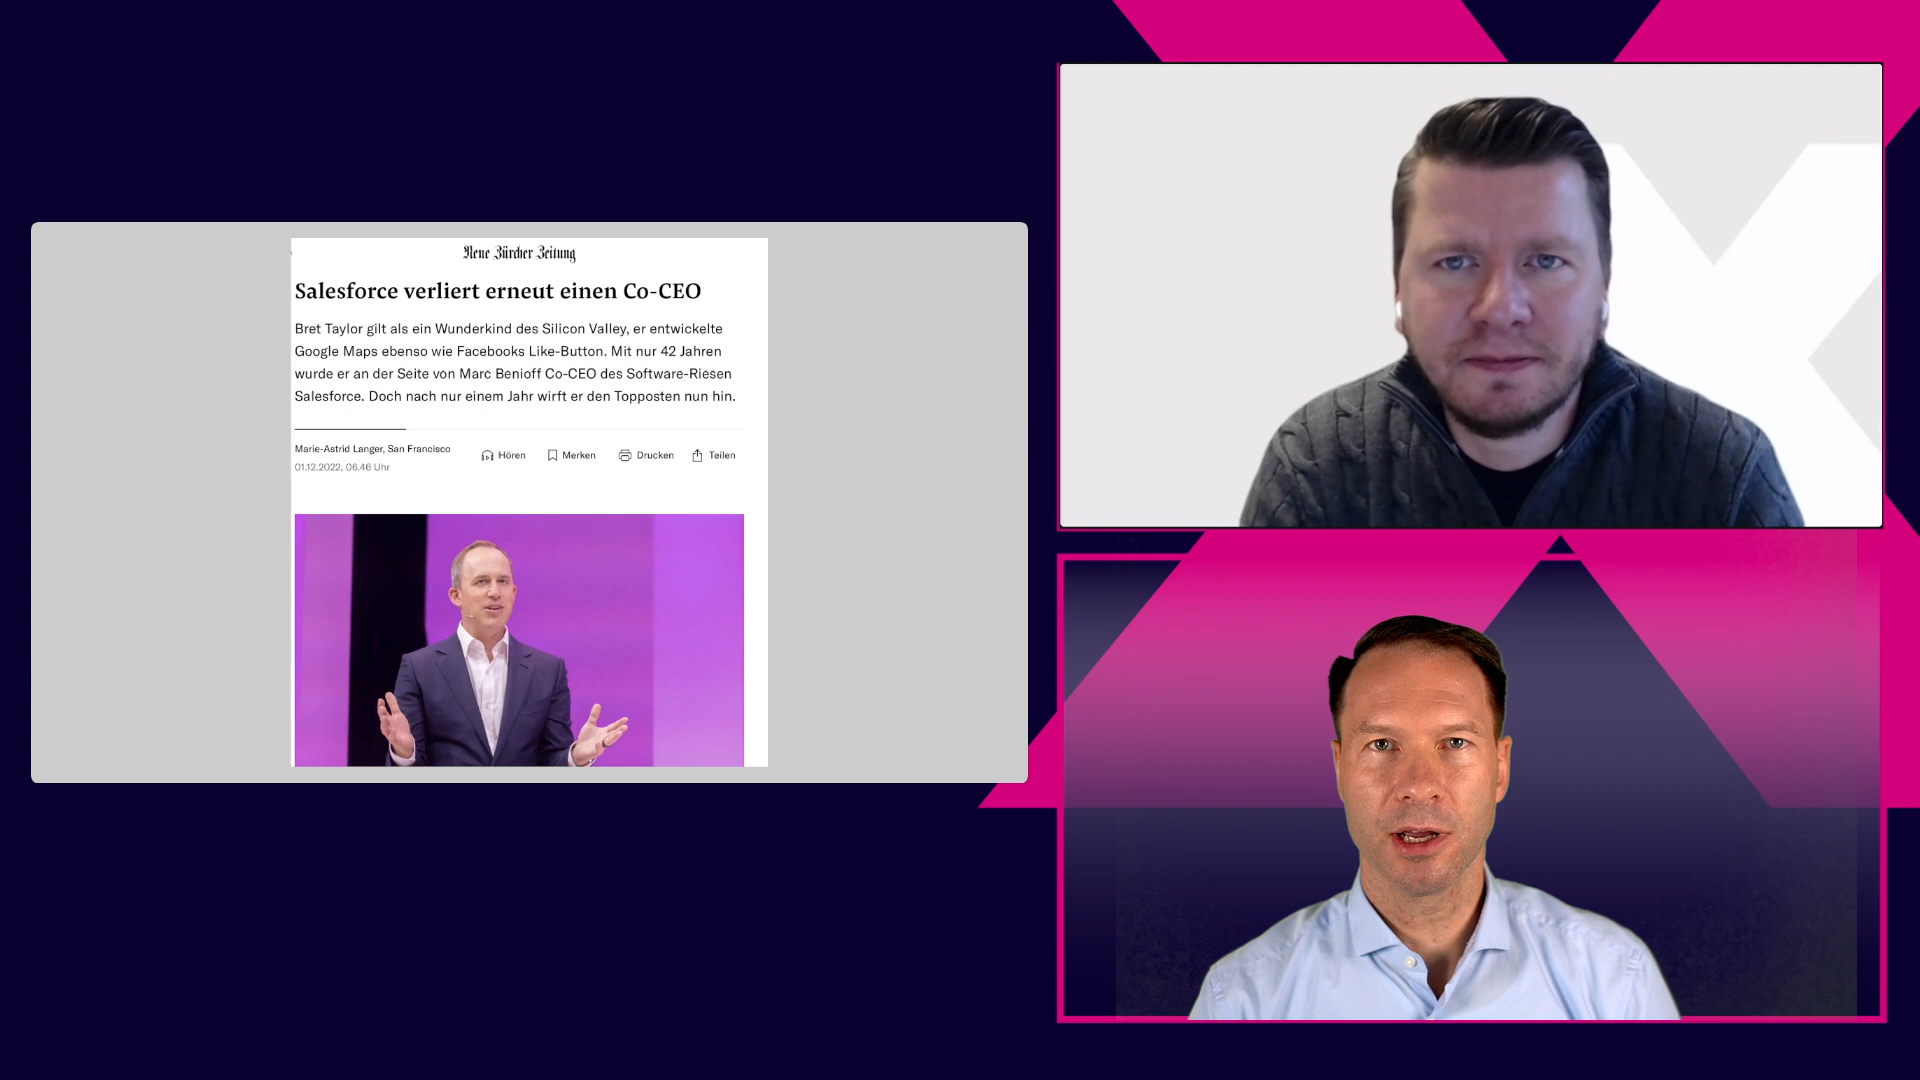 Neue Zürcher Zeitung
Salesforce verliert erneut einen Co-CEO
Bret Taylor gilt als ein Wunderkind des Silicon Valley, er entwickelte
Google Maps ebenso wie Facebooks Like-Button. Mit nur 42 Jahren
wurde er an der Seite von Marc Benioff Co-CEO des Software-Riesen
Salesforce. Doch nach nur einem Jahr wirft er den Topposten nun hin.
Marie-Astrid Langer, San Francisco
01.12.2022, 06.46 Uhr
Hören Merken Drucken Teilen